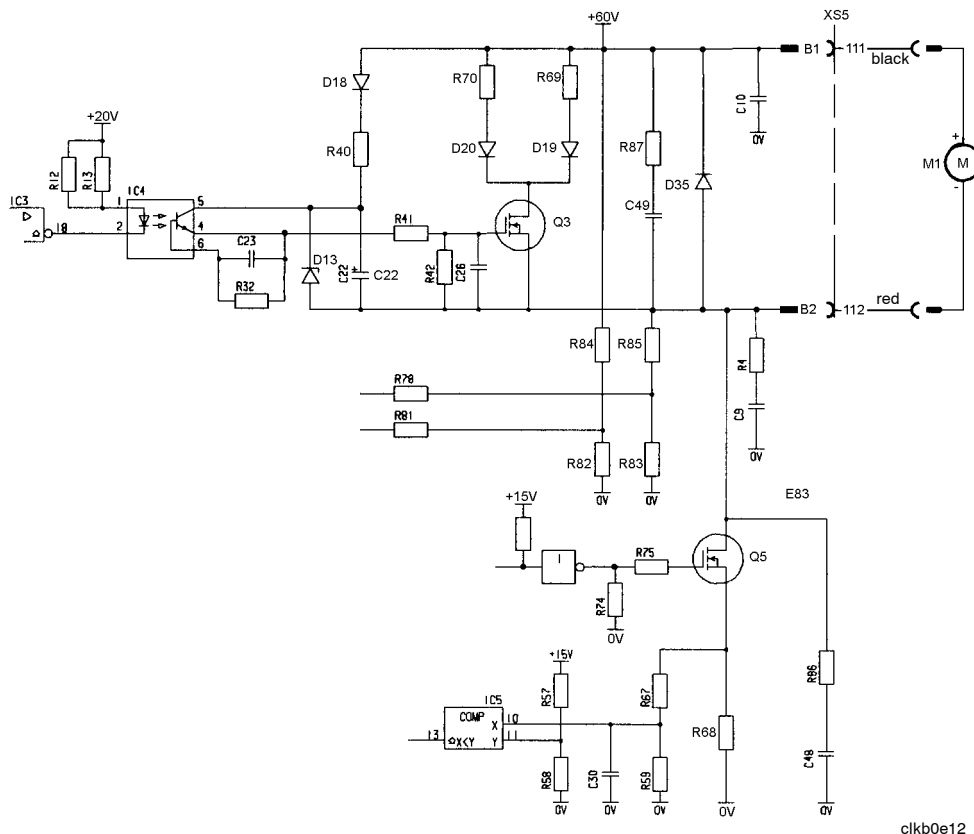 +60V
XS5
B1
111
black
D18
R70
R69
C10
0V
+20V
R40
D20
D19
R87
M1
+
M
-
R12
R13
IC4
D35
IC3
1
5
R41
Q3
C49
18
2
4
6
C23
D13
C22
+
C22
R42
C26
R32
red
B2
112
R84
R85
R4
R78
C9
R81
R82
R83
0V
0V
0V
+15V
E83
1
R75
Q5
R74
0V
+15V
R57
R67
R86
IC5
COMP
X
10
13
X<Y
Y
11
R68
R58
C30
R59
C48
0V
0V
0V
0V
0V
clkb0e12